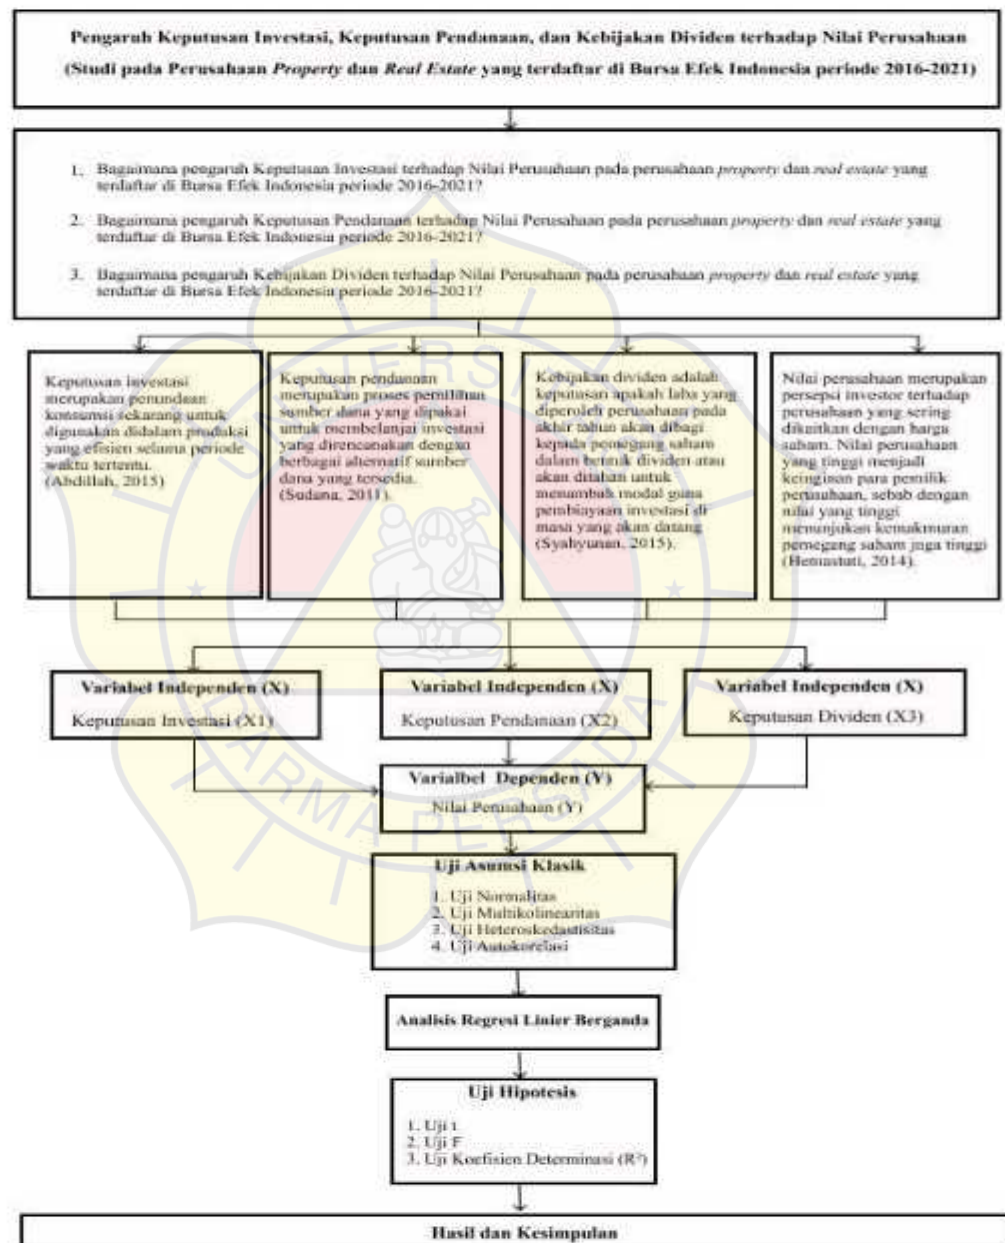 Pengaruh Keputusan Investasi, Keputusan Pendanaan, dan Kebijakan Dividen terhadap Nilai Perusahaan
(Studi pada Perusahaan Property dan Real Estate yang terdaftar di Bursa Efek Indonesia periode 2016-2021)
1. Bagaimana pengaruh Keputusan Investasi terhadap Nilai Perusahaan pada perusahaan property dan real estate yang
terdaftar di Bursa Efek Indonesia periode 2016-2021?
2. Bagaimana pengaruh Keputusan Pendanaan terhadap Nilai Perusahaan pada perusahaan property dan real estate yang
terdaftar di Bursa Efek Indonesia periode 2016-2021?
3. Bagaimana pengaruh Kebijakan Dividen terhadap Nilai Perusahaan pada perusahaan property dan real estate yang
terdaftar di Bursa Efek Indonesia periode 2016-2021?
Keputusan investasi
merupakan penundaan
konsumsi sekarang untuk
digunakan didalam produksi
yang efisien selama periode
waktu tertentu.
(Abdillah, 2015)
Keputusan pendanaan
merupakan proses pemilihan
sumber dana yang dipakai
untuk membelanjai investasi
yang direncanakan dengan
berbagai alternatif sumber
dana yang tersedia.
(Sudana, 2011).
Kebijakan dividen adalah
keputusan apakah laba yang
diperoleh perusahaan pada
akhir tahun akan dibagi
kepada pemegang saham
dalam bentuk dividen atau
akan ditahan untuk
menambah modal guna
pembiayaan investasi di
masa yang akan datang
(Syahyunan, 2015).
Nilai perusahaan merupakan
persepsi investor terhadap
perusahaan yang sering
dikaitkan dengan harga
saham. Nilai perusahaan
yang tinggi menjadi
keinginan para pemilik
perusahaan, sebab dengan
nilai yang tinggi
menunjukan kemakmuran
pemegang saham juga tinggi
(Hemastuti, 2014).
Variabel Independen (X)
Keputusan Investasi (X1)
Variabel Independen (X)
Keputusan Pendanaan (X2)
Variabel Independen (X)
Keputusan Dividen (X3)
Varialbel Dependen (Y)
Nilai Perusahaan (Y)
Uji Asumsi Klasik
1. Uji Normalitas
2. Uji Multikolinearitas
3. Uji Heteroskedastisitas
4. Uji Autokorelasi
Analisis Regresi Linier Berganda
Uji Hipotesis
1. Uji t
2. Uji F
3. Uji Koefisien Determinasi (R²)
Hasil dan Kesimpulan
UNIVERSITAS
DARMA PERSADA